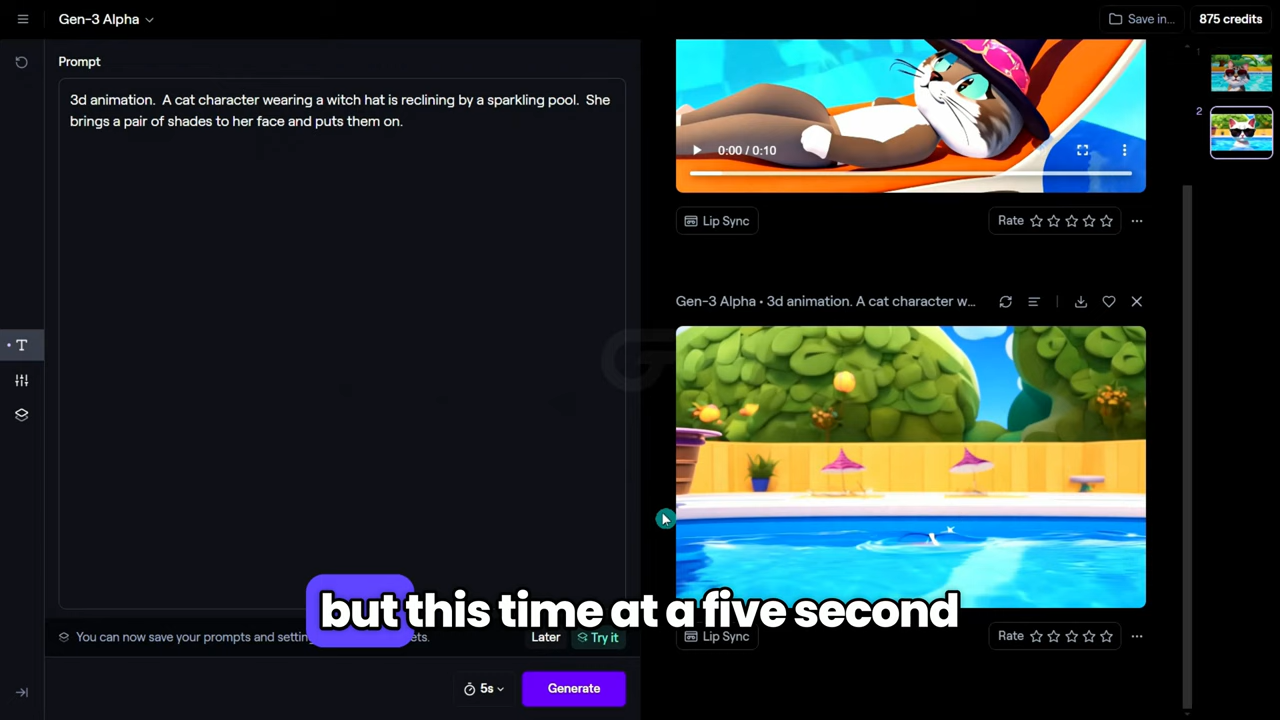 Gen-3 Alpha
Save in...
875 credits
Prompt
3d animation. A cat character wearing a witch hat is reclining by a sparkling pool. She
brings a pair of shades to her face and puts them on.
0:00 / 0:10
Lip Sync
Rate
1
2
Gen-3 Alpha • 3d animation. A cat character w...
T
but this time at a five second
You can now save your prompts and settin
ets.
Later
Try it
Lip Sync
Rate
5s
Generate